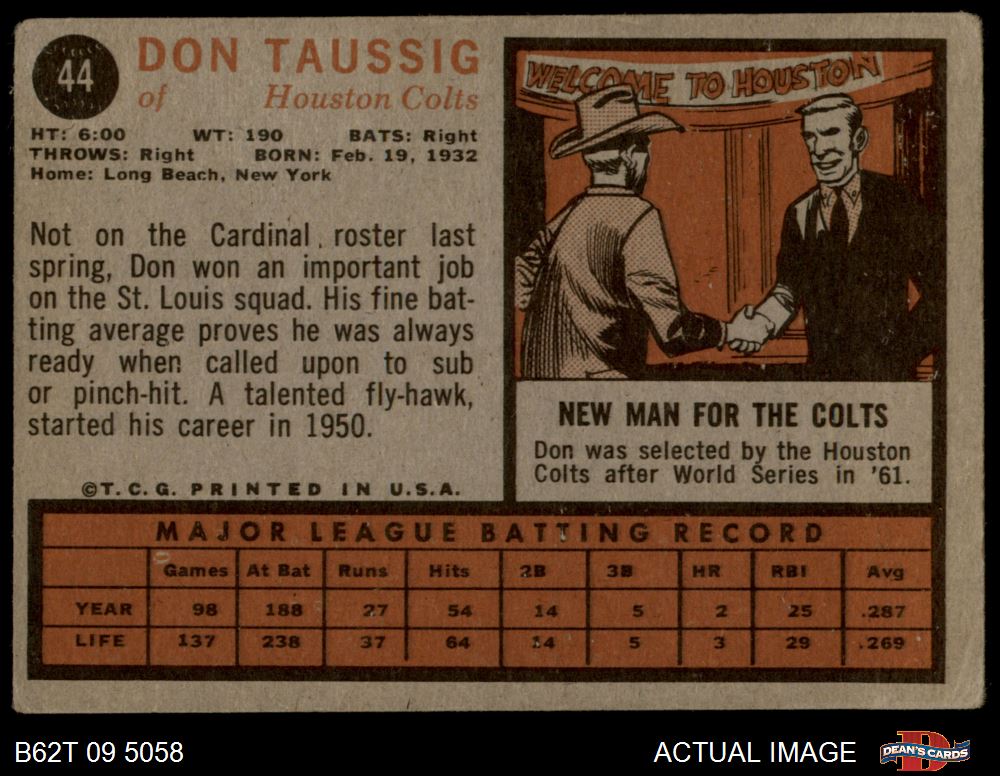 44
DON TAUSSIG
of Houston Colts
HT: 6:00 WT: 190 BATS: Right
THROWS: Right BORN: Feb. 19, 1932
Home: Long Beach, New York
Not on the Cardinal roster last
spring, Don won an important job
on the St. Louis squad. His fine bat-
ting average proves he was always
ready when called upon to sub
or pinch-hit. A talented fly-hawk,
started his career in 1950.
©T.C.G. PRINTED IN U.S.A.
WELCOME TO HOUSTON
NEW MAN FOR THE COLTS
Don was selected by the Houston
Colts after World Series in '61.
MAJOR LEAGUE BATTING RECORD
Games At Bat Runs Hits 2B 3B HR RBI Avg
YEAR 98 188 27 54 14 5 2 25 .287
LIFE 137 238 37 64 14 5 3 29 .269
B62T 09 5058
ACTUAL IMAGE
D
DEAN'S CARDS